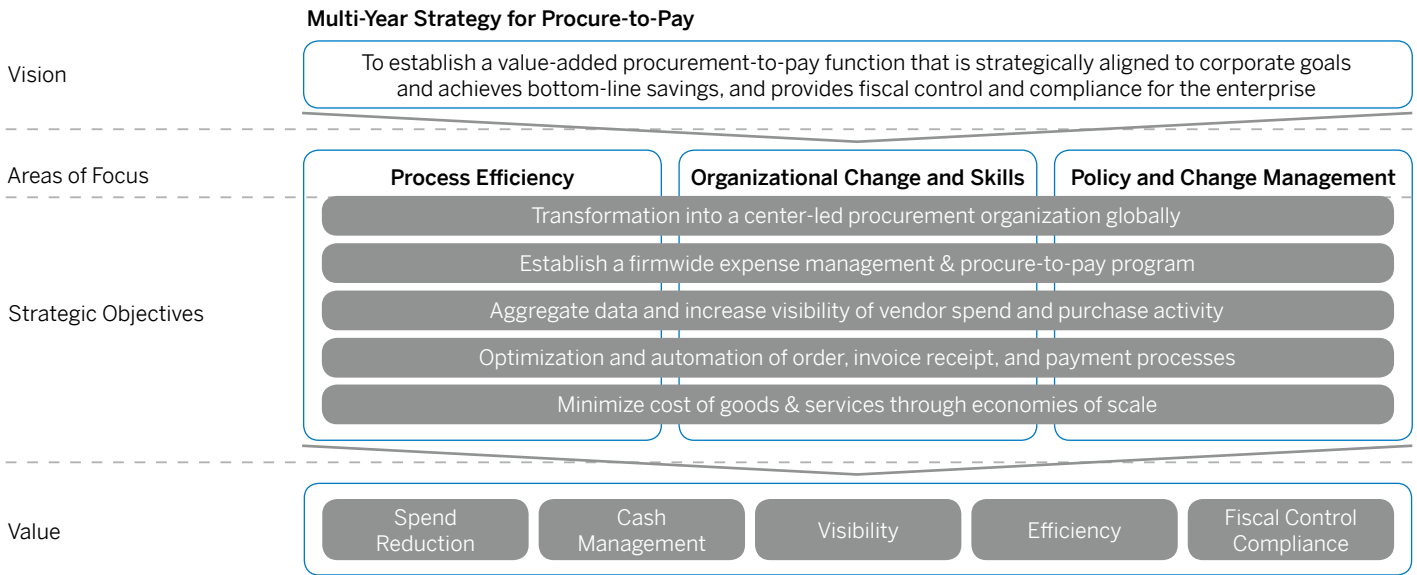 Multi-Year Strategy for Procure-to-Pay
Vision
To establish a value-added procurement-to-pay function that is strategically aligned to corporate goals
and achieves bottom-line savings, and provides fiscal control and compliance for the enterprise
Areas of Focus
Process Efficiency
Organizational Change and Skills
Policy and Change Management
Strategic Objectives
Transformation into a center-led procurement organization globally
Establish a firmwide expense management & procure-to-pay program
Aggregate data and increase visibility of vendor spend and purchase activity
Optimization and automation of order, invoice receipt, and payment processes
Minimize cost of goods & services through economies of scale
Value
Spend
Reduction
Cash
Management
Visibility
Efficiency
Fiscal Control
Compliance